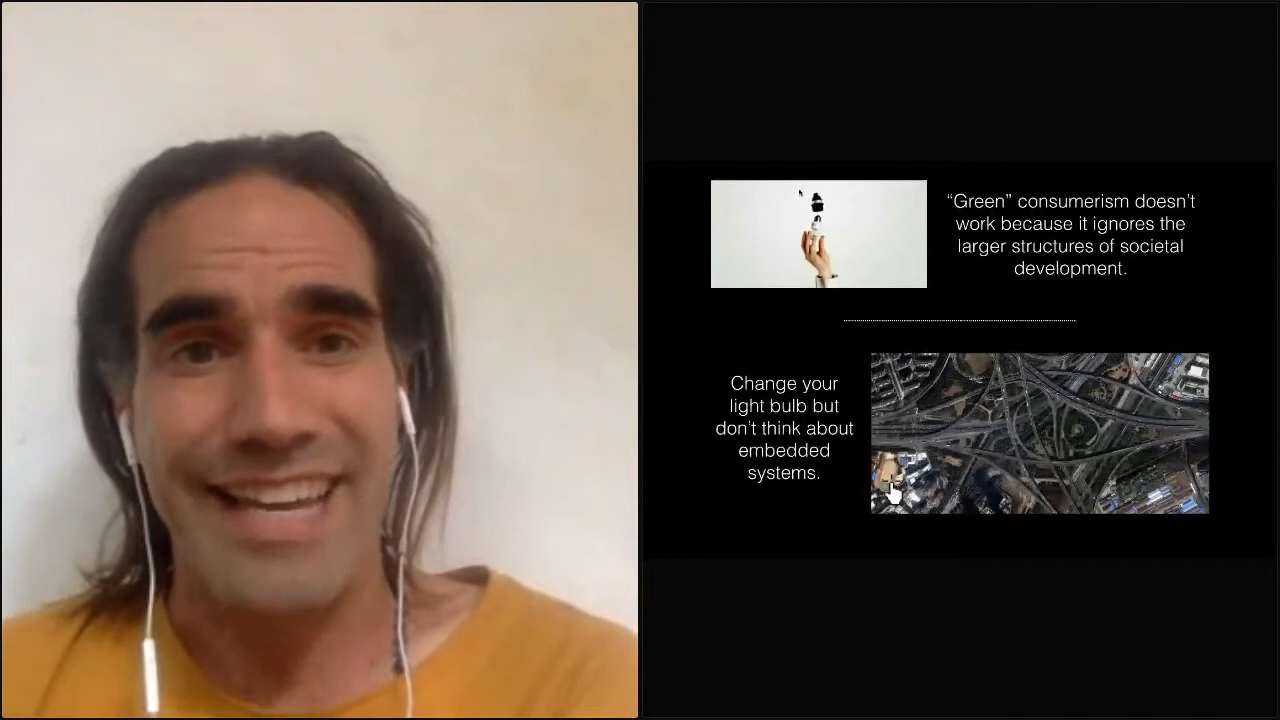 “Green” consumerism doesn’t
work because it ignores the
larger structures of societal
development.
Change your
light bulb but
don’t think about
embedded
systems.